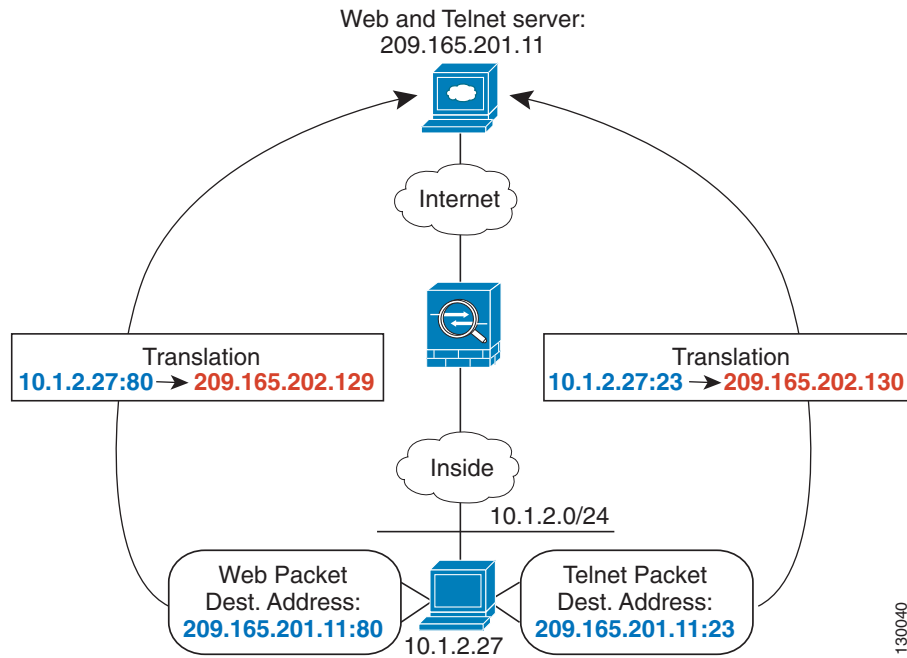 Web and Telnet server:
209.165.201.11
Internet
Translation
10.1.2.27:80 → 209.165.202.129
Translation
10.1.2.27:23 → 209.165.202.130
Inside
10.1.2.0/24
Web Packet
Dest. Address:
209.165.201.11:80
Telnet Packet
Dest. Address:
209.165.201.11:23
10.1.2.27
130040